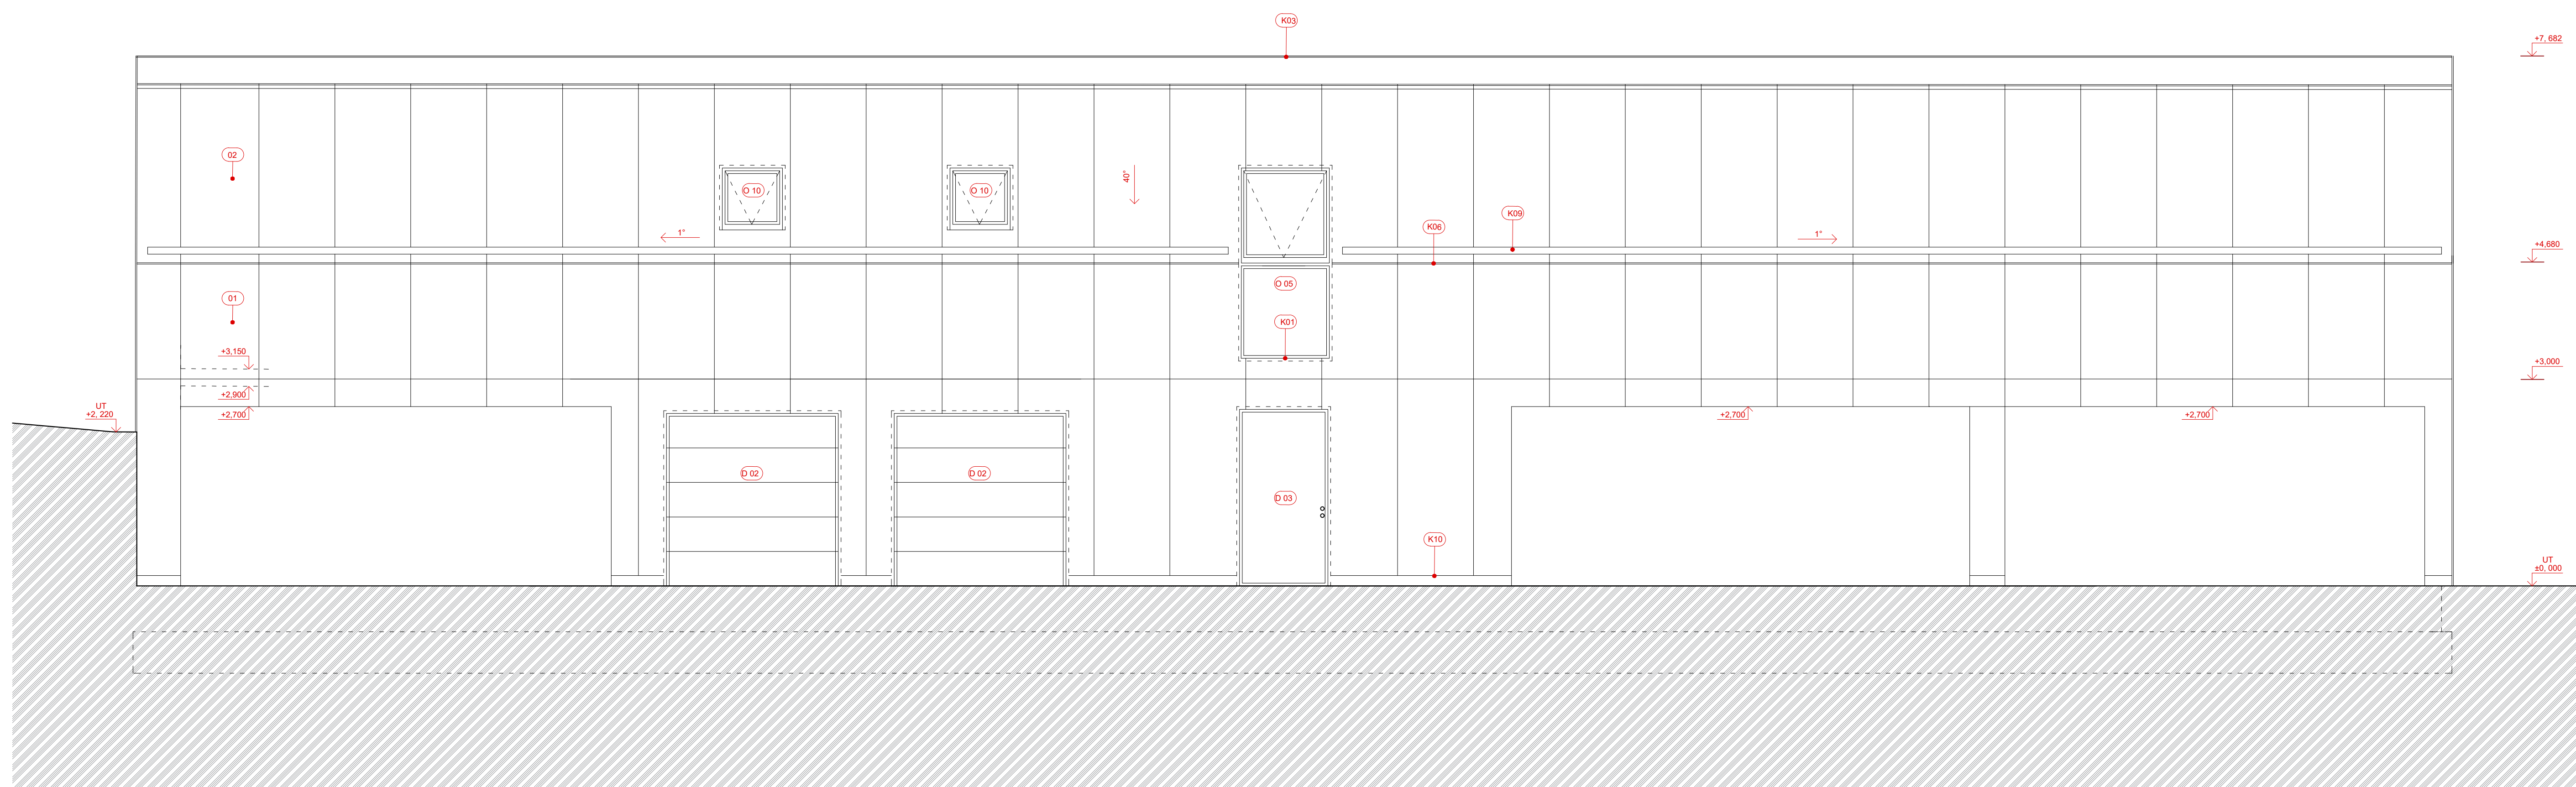 K03
+7, 682
02
40°
O 10
O 10
K09
K06
1°
1°
+4,680
O 05
01
K01
+3,150
+3,000
+2,900
UT
+2, 220
+2,700
+2,700
+2,700
D 02
D 02
D 03
K10
UT
±0, 000